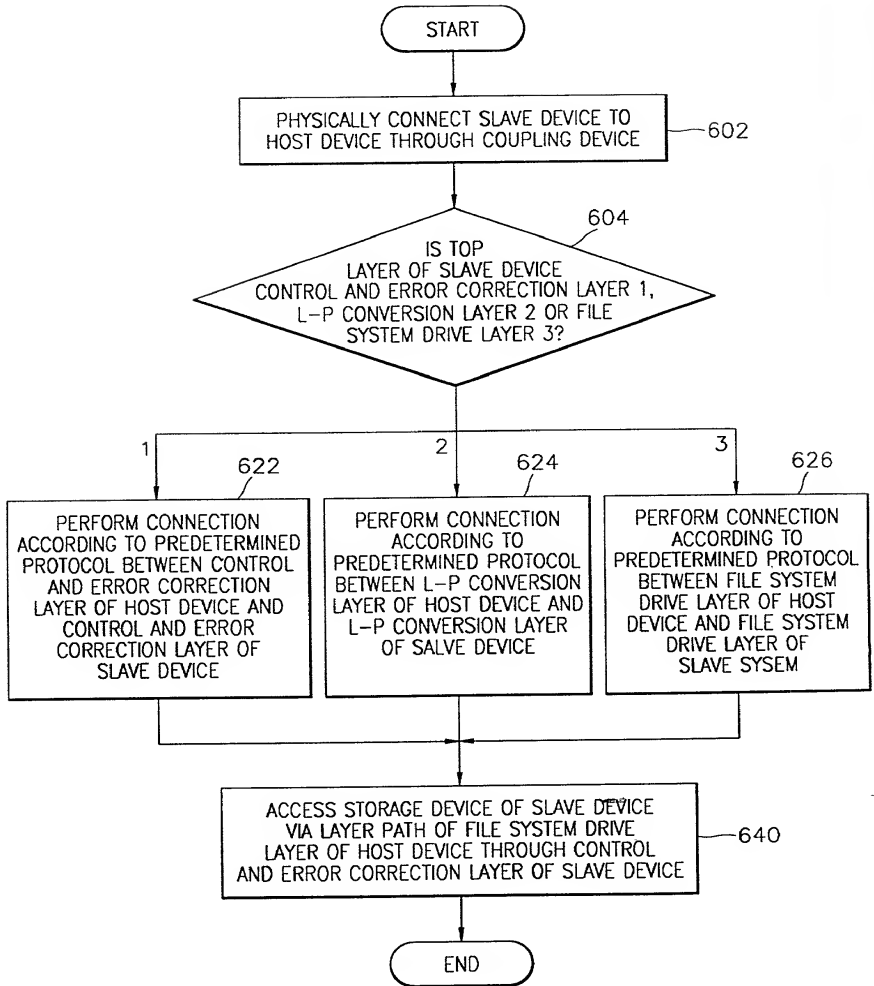 START
PHYSICALLY CONNECT SLAVE DEVICE TO
HOST DEVICE THROUGH COUPLING DEVICE
602
604
IS TOP
LAYER OF SLAVE DEVICE
CONTROL AND ERROR CORRECTION LAYER 1,
L-P CONVERSION LAYER 2 OR FILE
SYSTEM DRIVE LAYER 3?
1
2
3
622
PERFORM CONNECTION
ACCORDING TO PREDETERMINED
PROTOCOL BETWEEN CONTROL
AND ERROR CORRECTION
LAYER OF HOST DEVICE AND
CONTROL AND ERROR
CORRECTION LAYER OF
SLAVE DEVICE
624
PERFORM CONNECTION
ACCORDING TO
PREDETERMINED PROTOCOL
BETWEEN L-P CONVERSION
LAYER OF HOST DEVICE AND
L-P CONVERSION LAYER
OF SALVE DEVICE
626
PERFORM CONNECTION
ACCORDING TO
PREDETERMINED PROTOCOL
BETWEEN FILE SYSTEM
DRIVE LAYER OF HOST
DEVICE AND FILE SYSTEM
DRIVE LAYER OF
SLAVE SYSEM
ACCESS STORAGE DEVICE OF SLAVE DEVICE
VIA LAYER PATH OF FILE SYSTEM DRIVE
LAYER OF HOST DEVICE THROUGH CONTROL
AND ERROR CORRECTION LAYER OF SLAVE DEVICE
640
END